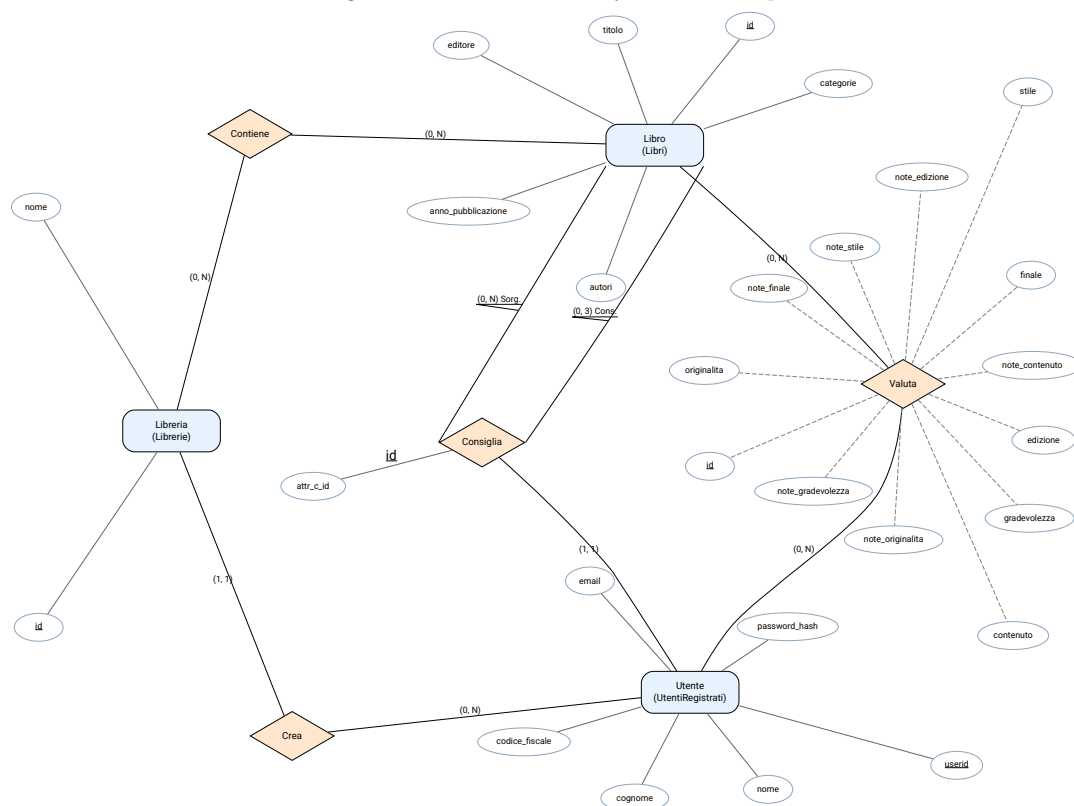 id
titolo
editore
categorie
stile
Contiene
(0, N)
Libro
(Libri)
note_edizione
nome
anno_pubblicazione
note_stile
(0, N)
(0, N)
finale
autori
note_finale
(0, N) Sorg.
(0, 3) Cons.
note_contenuto
originalita
Valuta
Libreria
(Librerie)
Consiglia
edizione
id
id
attr_c_id
note_gradevolezza
gradevolezza
note_originalita
(1, 1)
(0, N)
(1, 1)
email
id
password_hash
contenuto
Utente
(UtentiRegistrati)
(0, N)
Crea
codice_fiscale
userid
nome
cognome